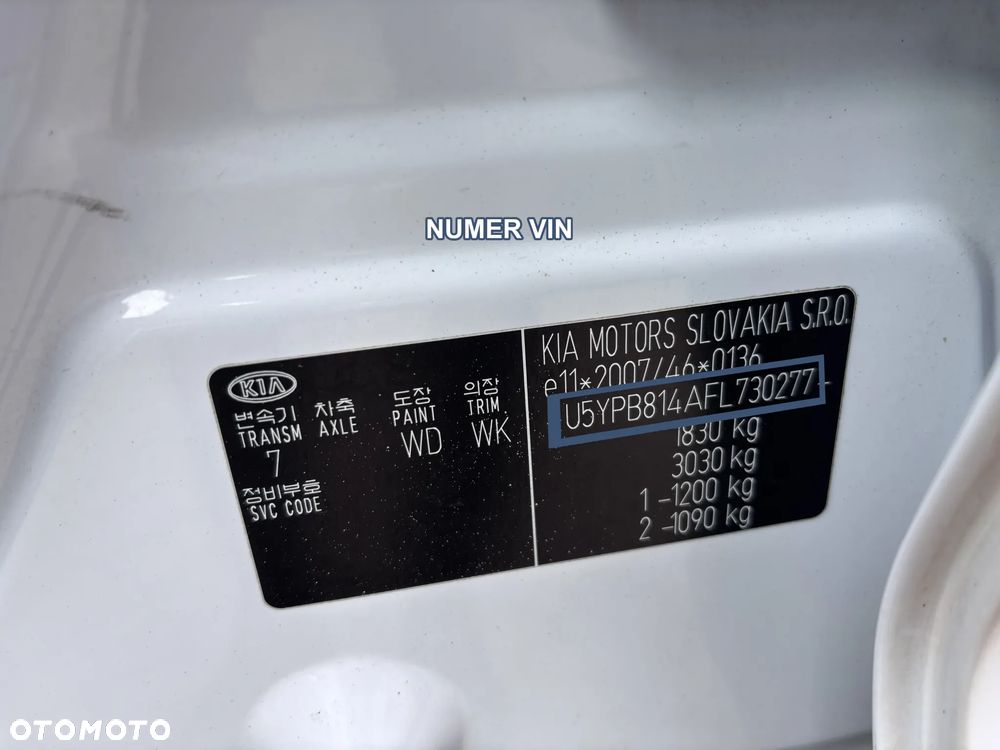 NUMER VIN
KIA
변속기 차축 도장 의장
TRANSM AXLE PAINT TRIM
7 WD WK
정비부호
SVC CODE
KIA MOTORS SLOVAKIA S.R.O.
e11*2007/46*0136
U5YPB814AFL730277
1830 kg
3030 kg
1 -1200 kg
2 -1090 kg
OTOMOTO